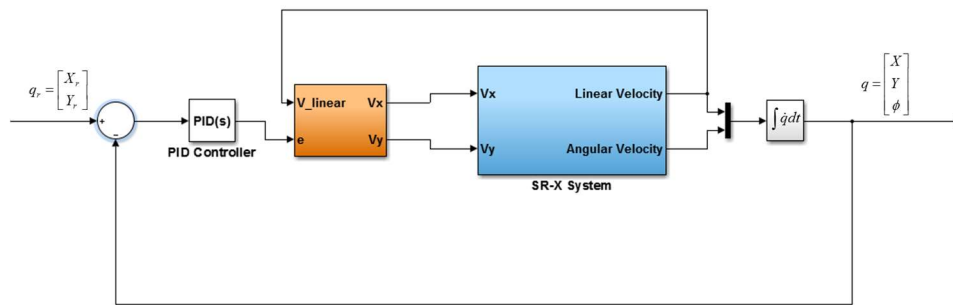 q_r = [X_r
Y_r]
+
−
PID(s)
PID Controller
V_linear
e
Vx
Vy
Vx
Vy
Linear Velocity
Angular Velocity
SR-X System
∫q̇dt
q = [X
Y
ϕ]